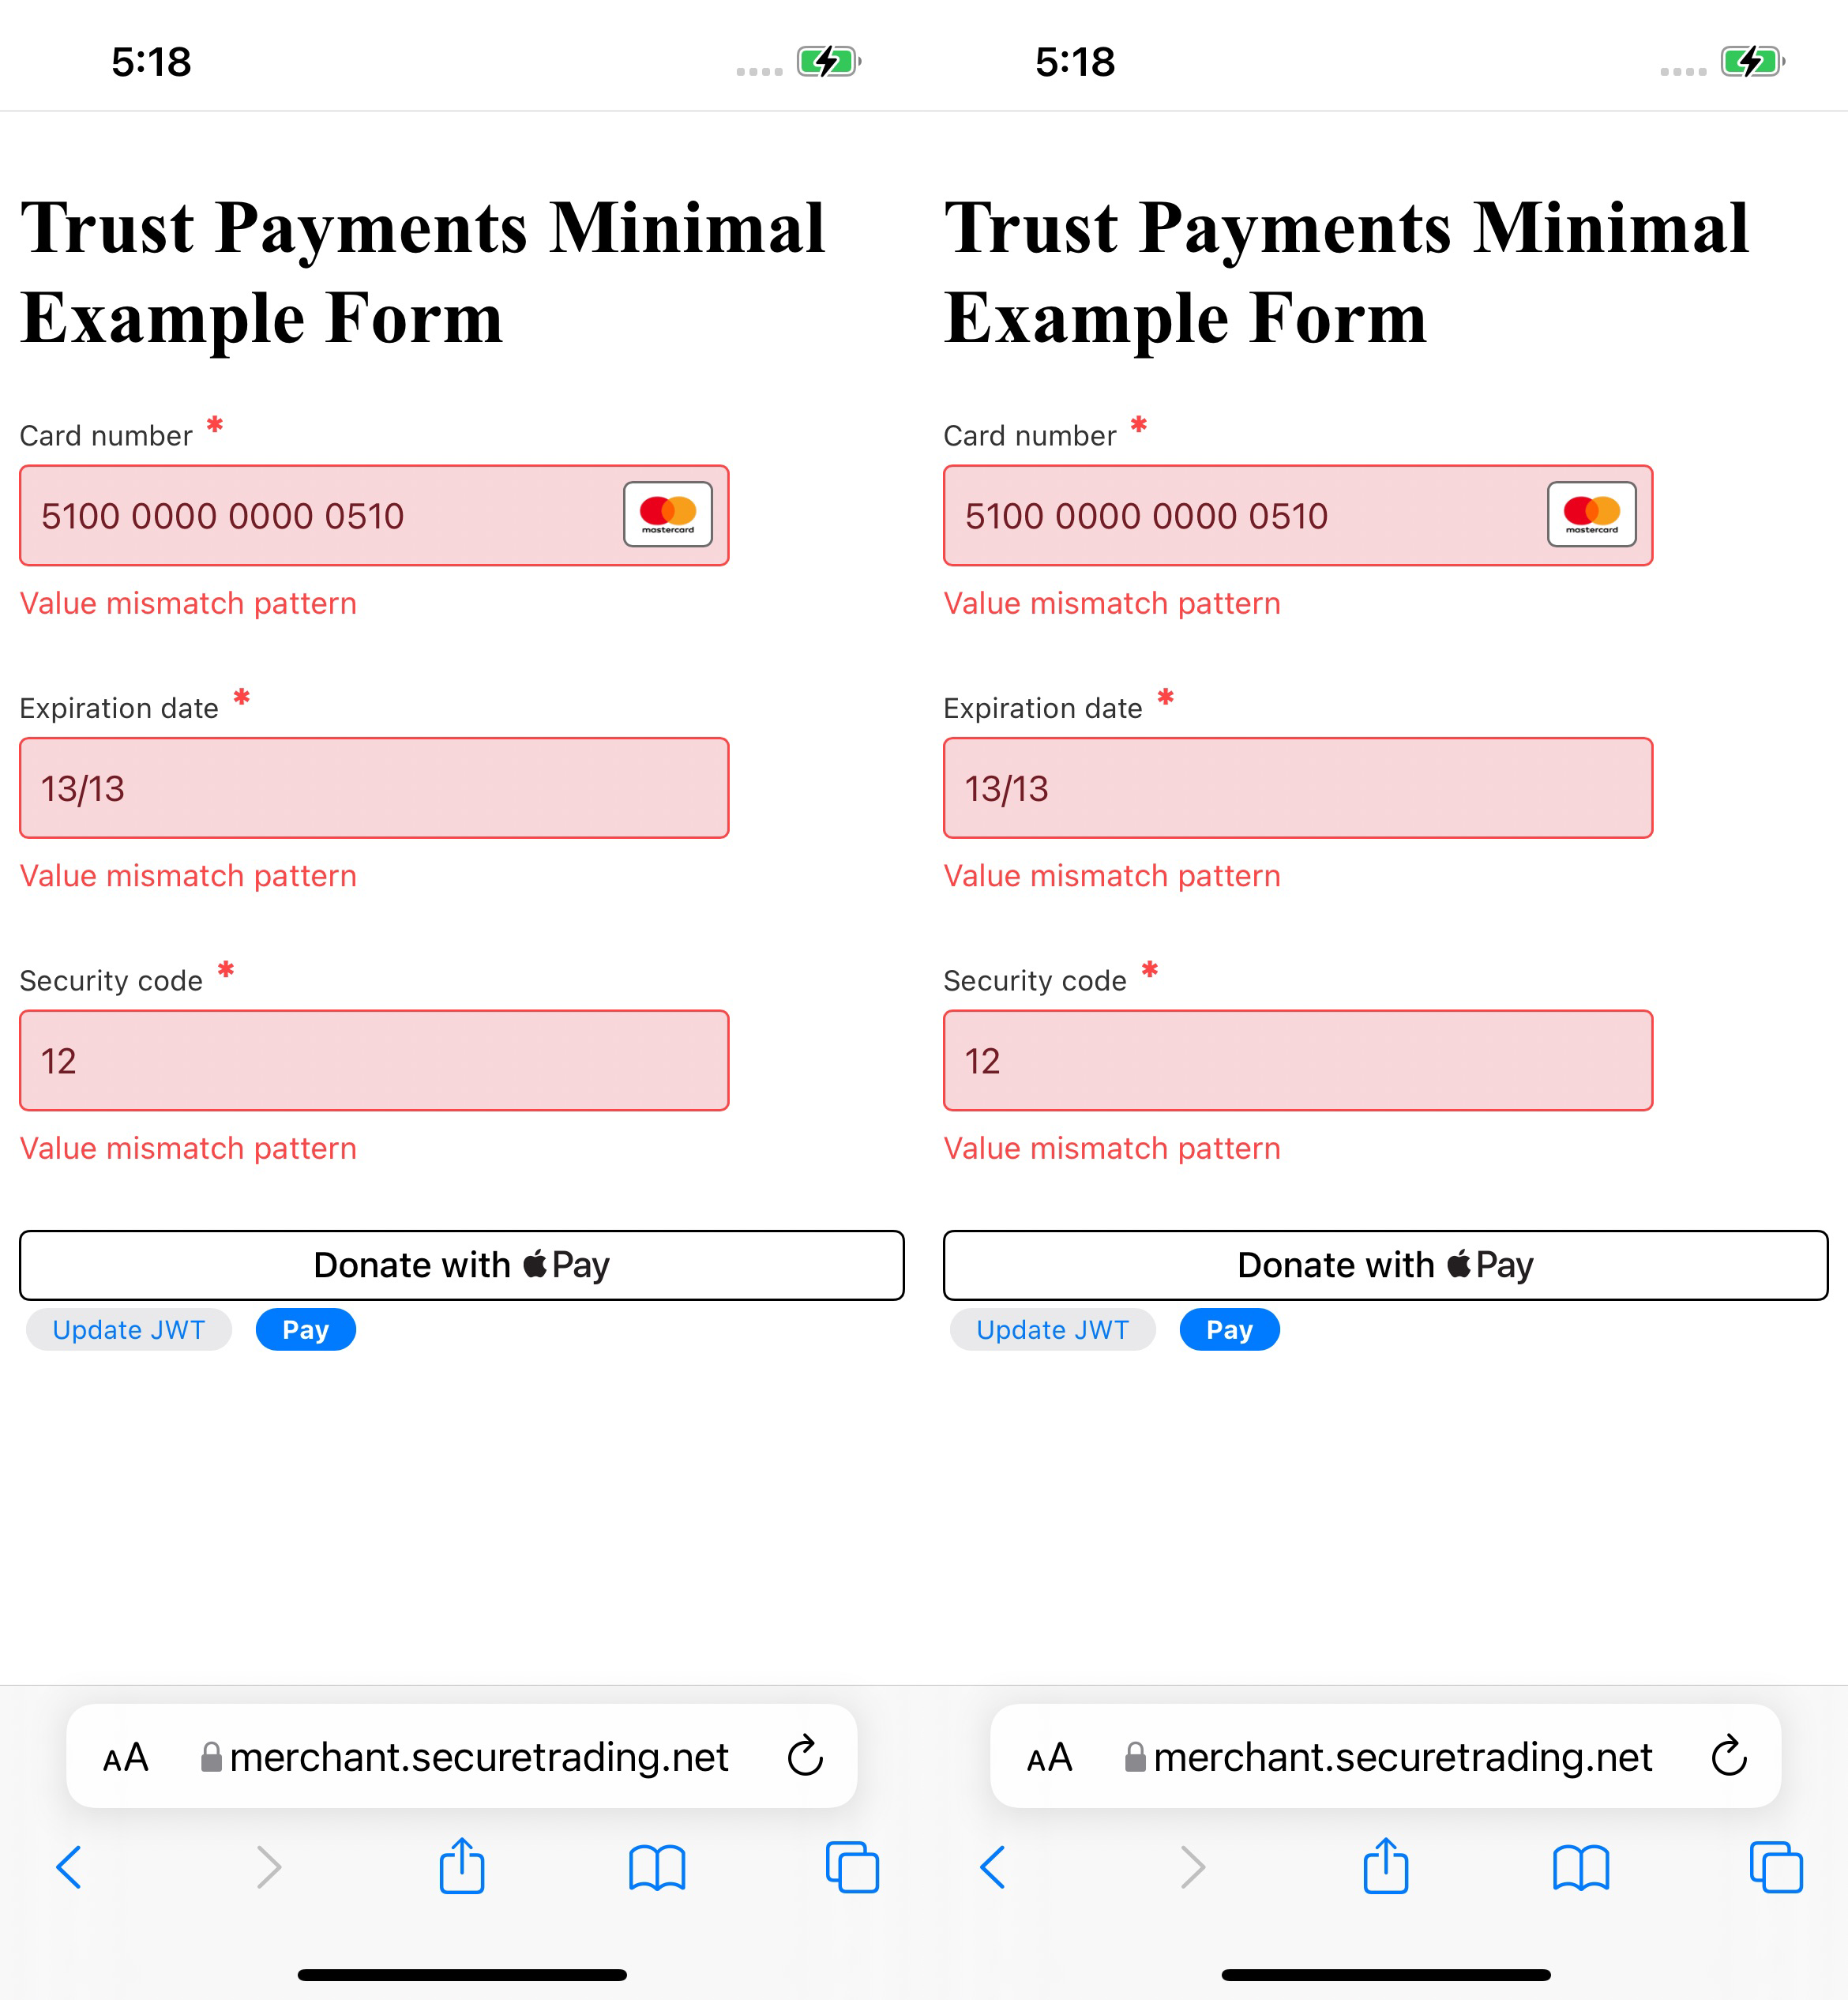 5:18
Trust Payments Minimal
Example Form
Card number *
5100 0000 0000 0510
mastercard
Value mismatch pattern
Expiration date *
13/13
Value mismatch pattern
Security code *
12
Value mismatch pattern
Donate with Pay
Update JWT
Pay
AA
merchant.securetrading.net
5:18
Trust Payments Minimal
Example Form
Card number *
5100 0000 0000 0510
mastercard
Value mismatch pattern
Expiration date *
13/13
Value mismatch pattern
Security code *
12
Value mismatch pattern
Donate with Pay
Update JWT
Pay
AA
merchant.securetrading.net